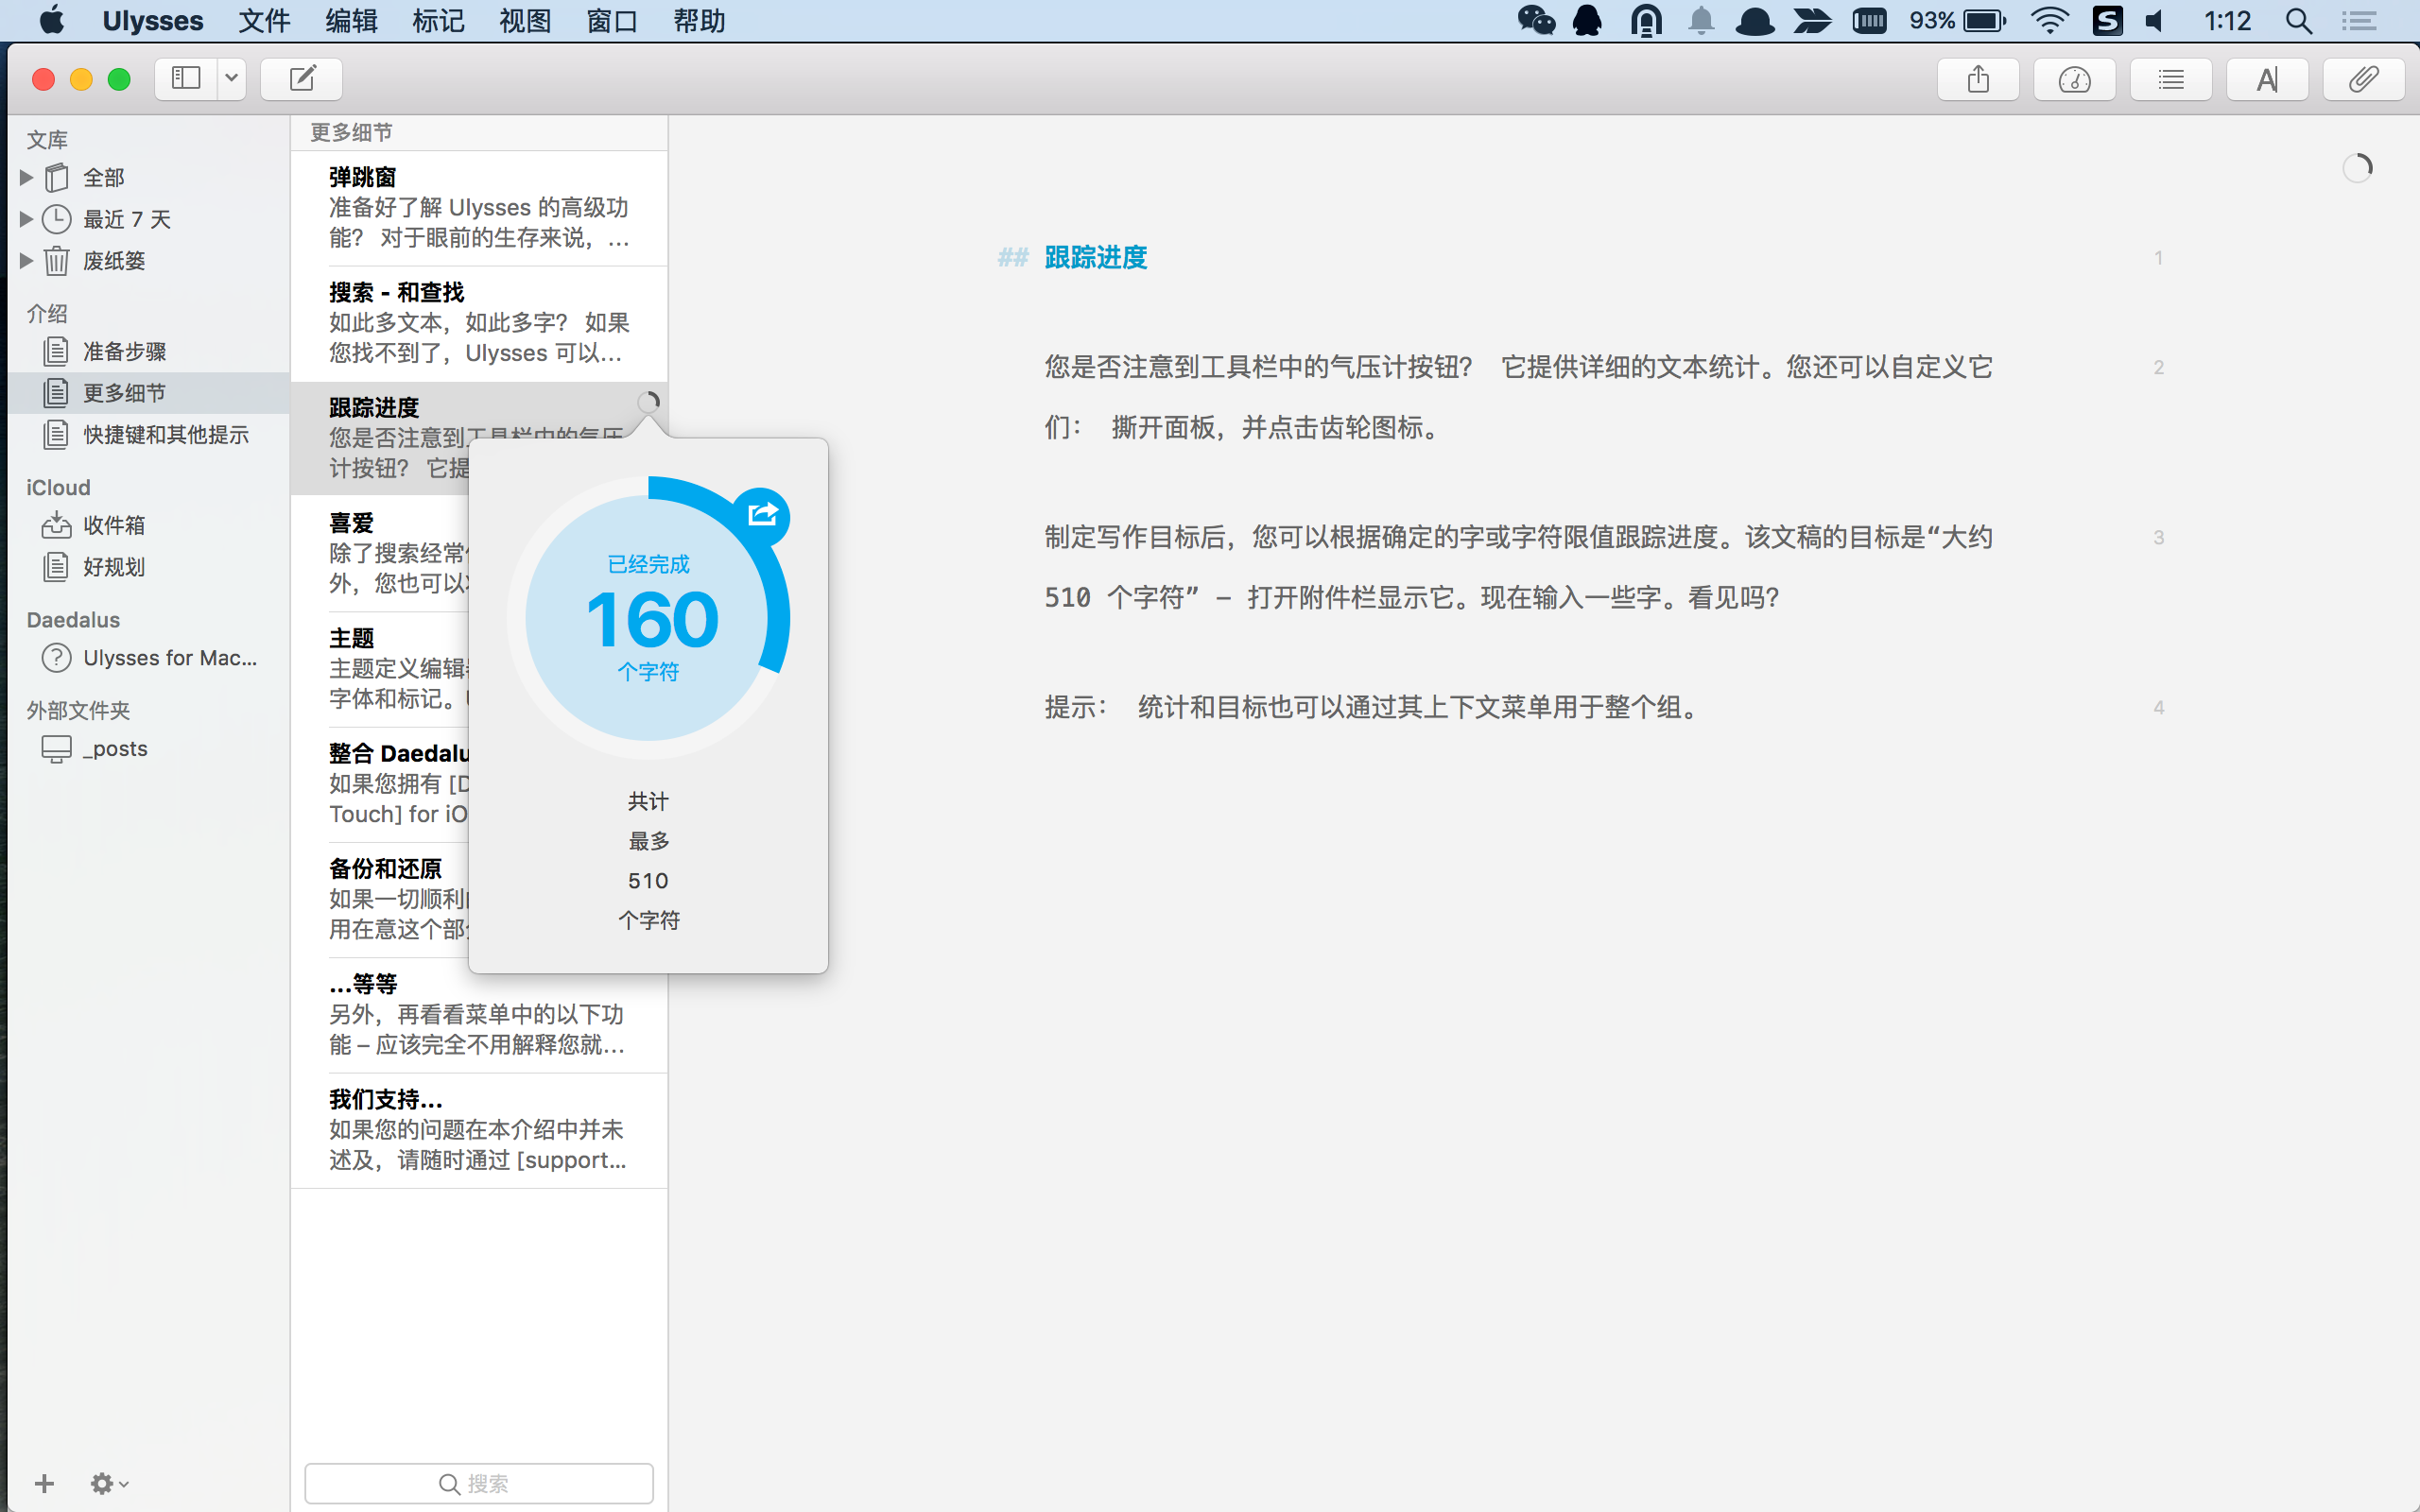 Ulysses 文件 编辑 标记 视图 窗口 帮助 93% 1:12
文库
全部
最近 7 天
废纸篓
介绍
准备步骤
更多细节
快捷键和其他提示
iCloud
收件箱
好规划
Daedalus
Ulysses for Mac...
外部文件夹
_posts
更多细节
弹跳窗
准备好了解 Ulysses 的高级功
能？ 对于眼前的生存来说，...
搜索 - 和查找
如此多文本，如此多字？ 如果
您找不到了，Ulysses 可以...
跟踪进度
您是否注意到工具栏中的气压
计按钮？ 它提
喜爱
除了搜索经常
外，您也可以
主题
主题定义编辑
字体和标记。
整合 Daedalu
如果您拥有 [D
Touch] for iO
备份和还原
如果一切顺利
用在意这个部
...等等
另外，再看看菜单中的以下功
能 – 应该完全不用解释您就...
我们支持...
如果您的问题在本介绍中并未
述及，请随时通过 [support...
搜索
已经完成
160
个字符
共计
最多
510
个字符
## 跟踪进度 1
您是否注意到工具栏中的气压计按钮？ 它提供详细的文本统计。您还可以自定义它 2
们： 撕开面板，并点击齿轮图标。
制定写作目标后，您可以根据确定的字或字符限值跟踪进度。该文稿的目标是“大约 3
510 个字符” – 打开附件栏显示它。现在输入一些字。看见吗？
提示： 统计和目标也可以通过其上下文菜单用于整个组。 4